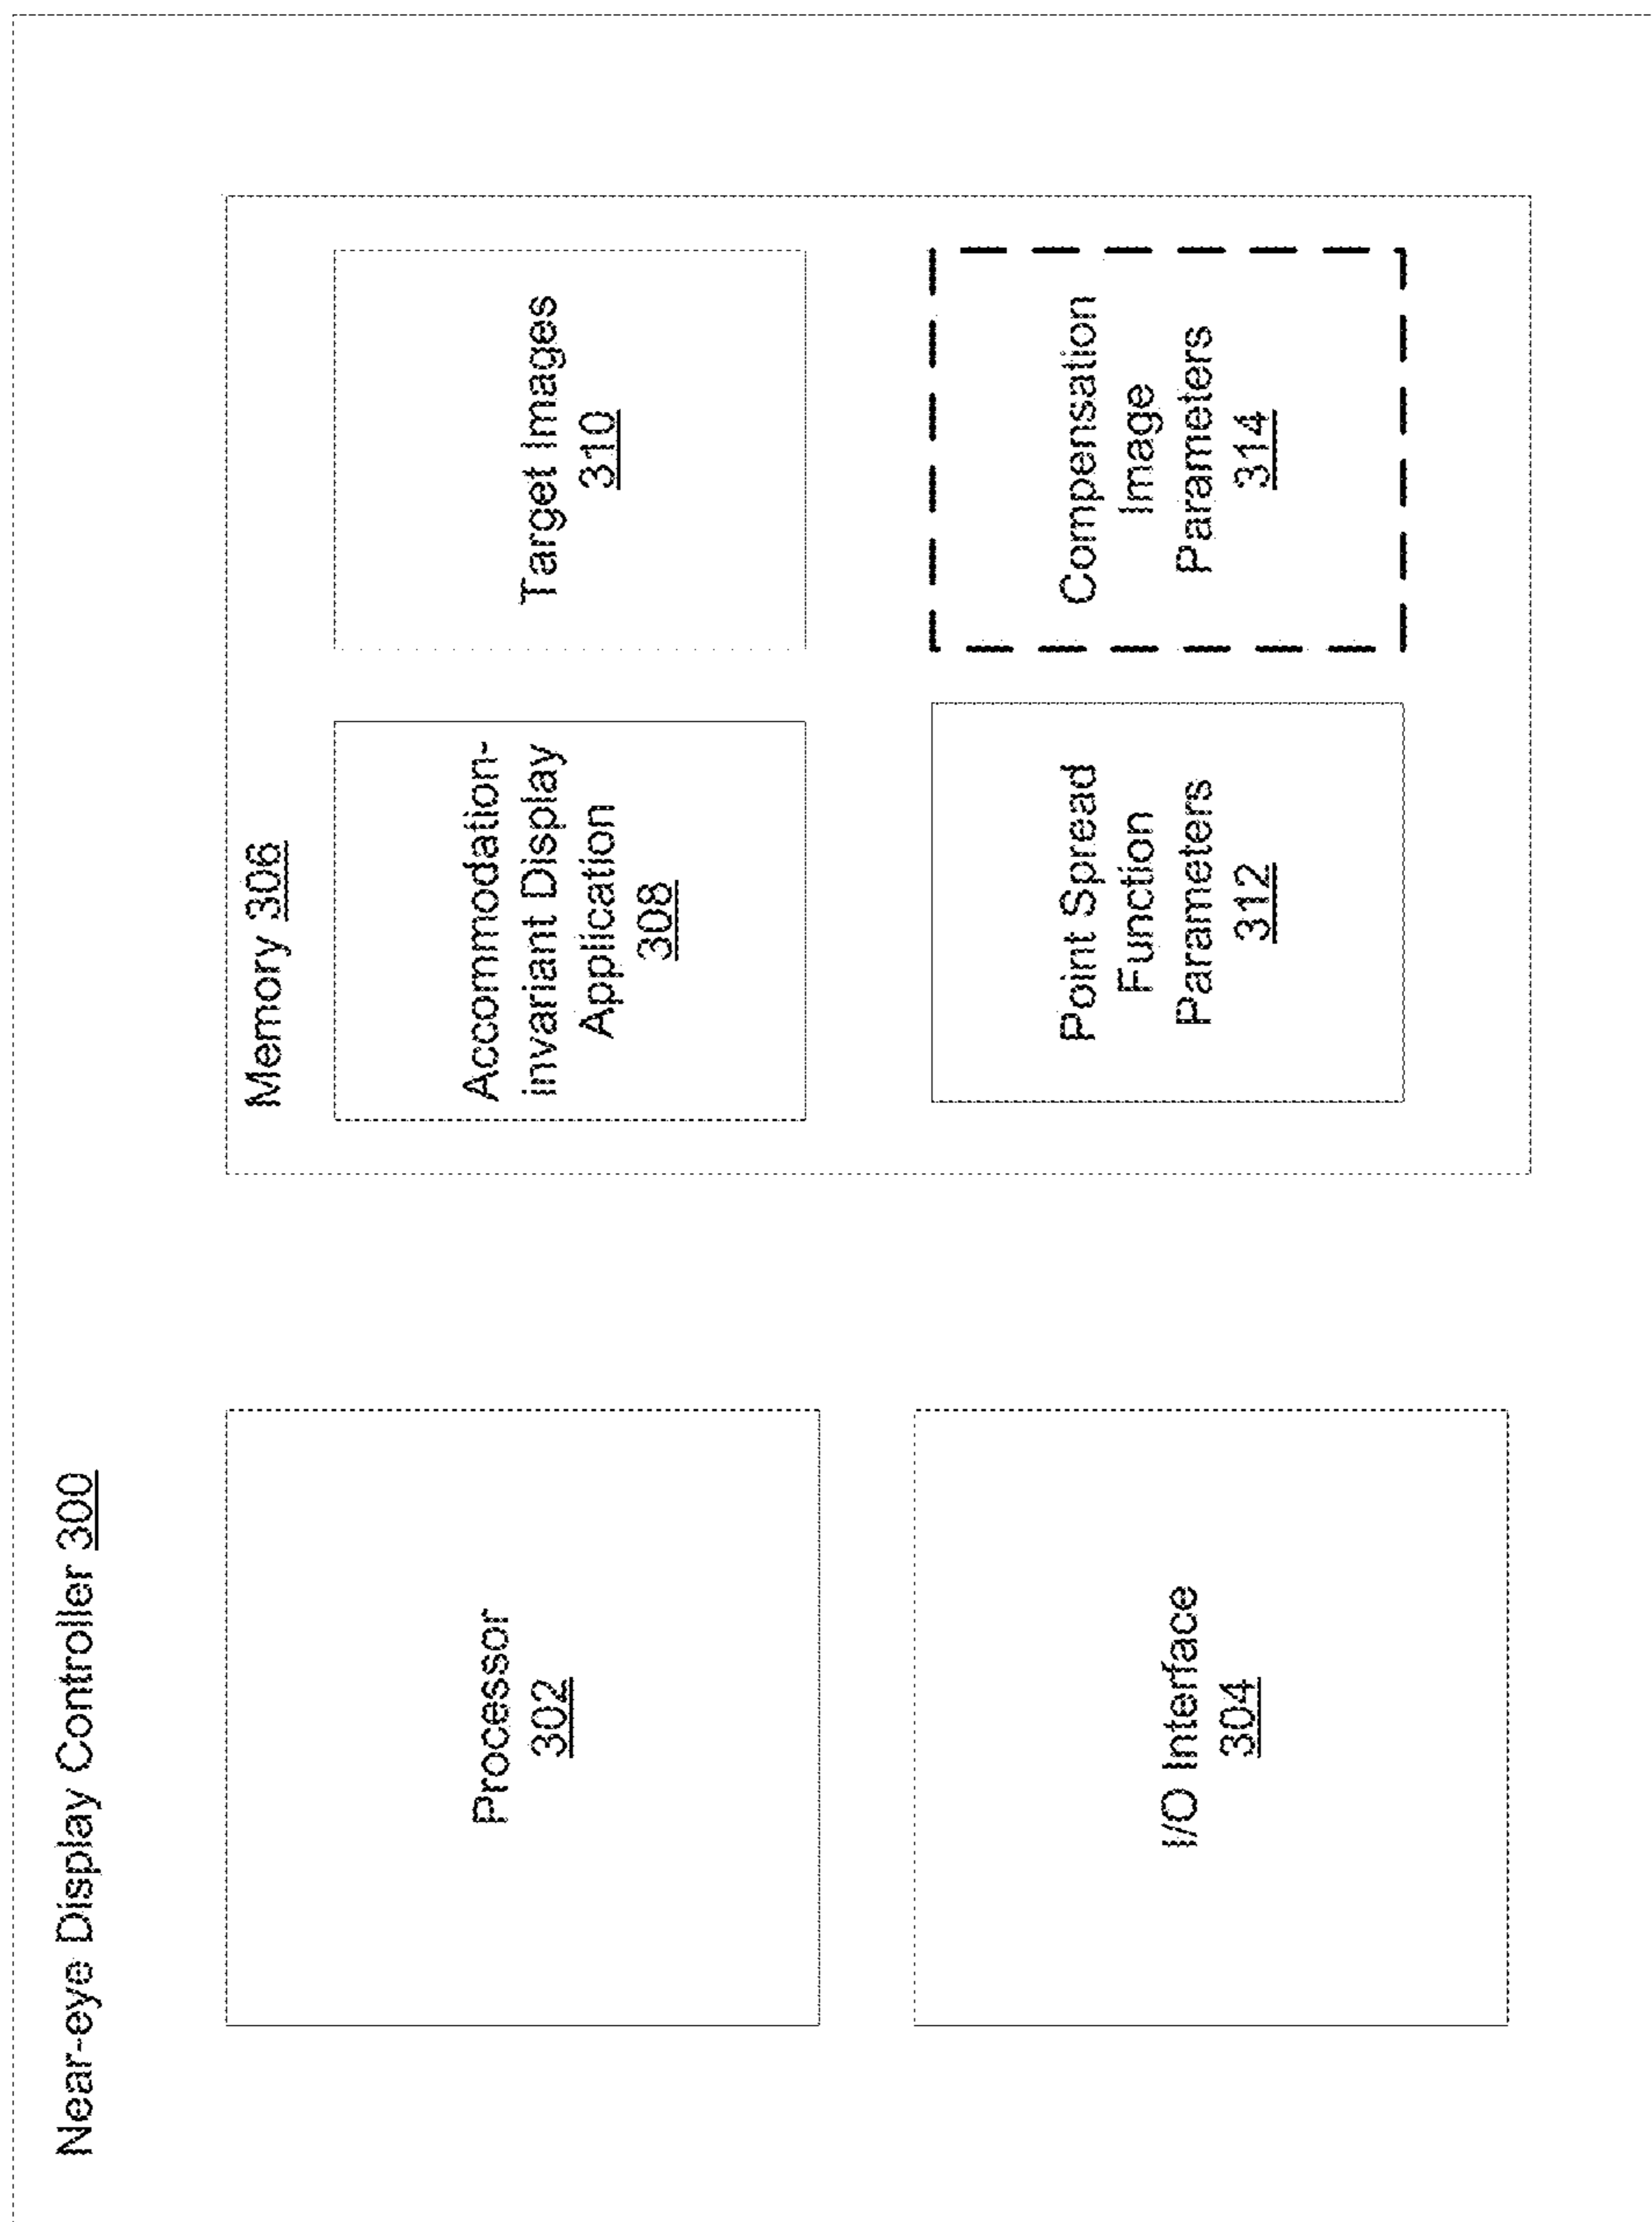 Near-eye Display Controller 300
Processor
302
I/O Interface
304
Memory 306
Accommodation-
invariant Display
Application
308
Target Images
310
Point Spread
Function
Parameters
312
Compensation
Image
Parameters
314